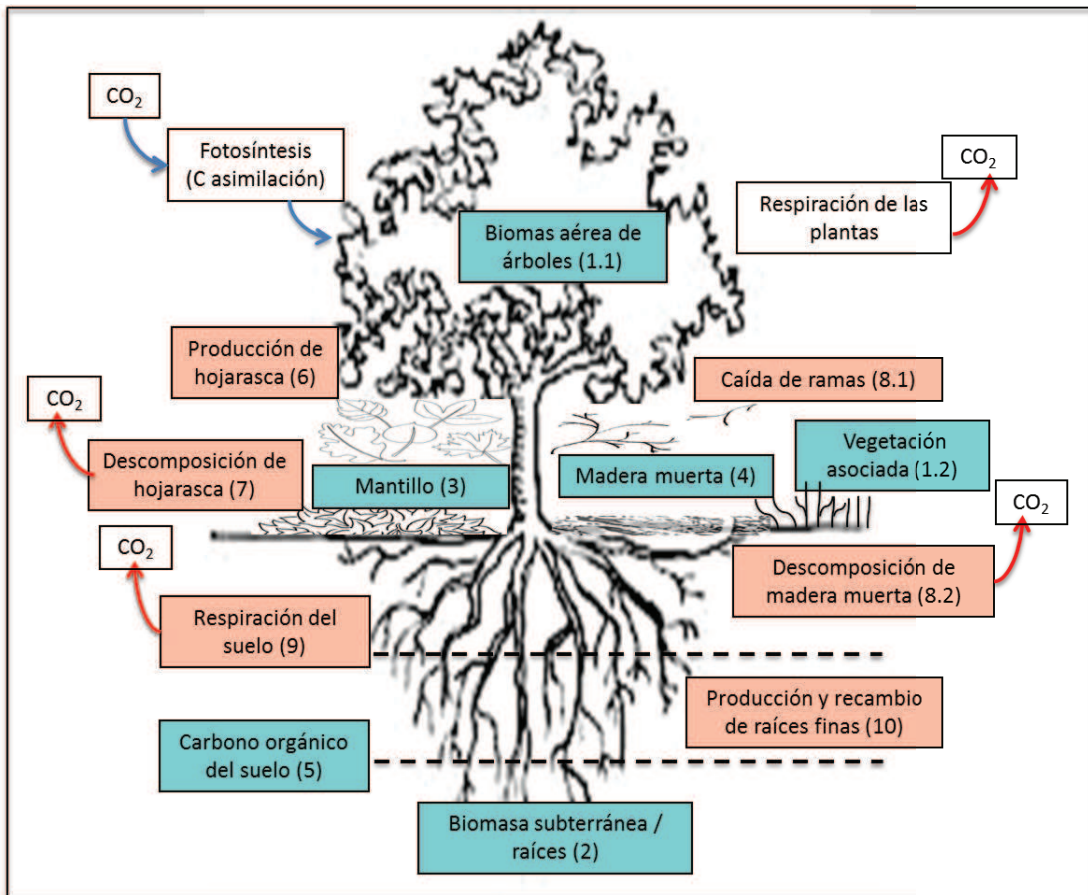 CO₂
Fotosíntesis
(C asimilación)
CO₂
Respiración de las
plantas
Biomas aérea de
árboles (1.1)
Producción de
hojarasca (6)
Caída de ramas (8.1)
CO₂
Descomposición de
hojarasca (7)
Mantillo (3)
Madera muerta (4)
Vegetación
asociada (1.2)
CO₂
CO₂
Descomposición de
madera muerta (8.2)
Respiración del
suelo (9)
Producción y recambio
de raíces finas (10)
Carbono orgánico
del suelo (5)
Biomasa subterránea /
raíces (2)